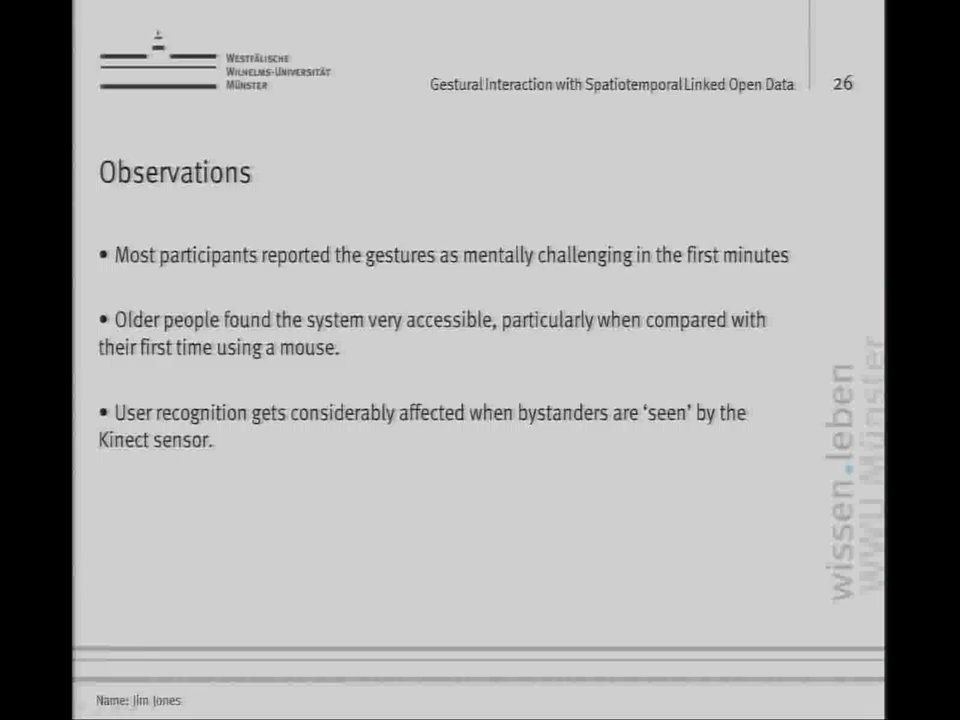 WESTFÄLISCHE
WILHELMS-UNIVERSITÄT
MÜNSTER
Gestural Interaction with Spatiotemporal Linked Open Data
26
Observations
• Most participants reported the gestures as mentally challenging in the first minutes
• Older people found the system very accessible, particularly when compared with
their first time using a mouse.
• User recognition gets considerably affected when bystanders are ‘seen’ by the
Kinect sensor.
wissen.leben
WWU Münster
Name: Jim Jones